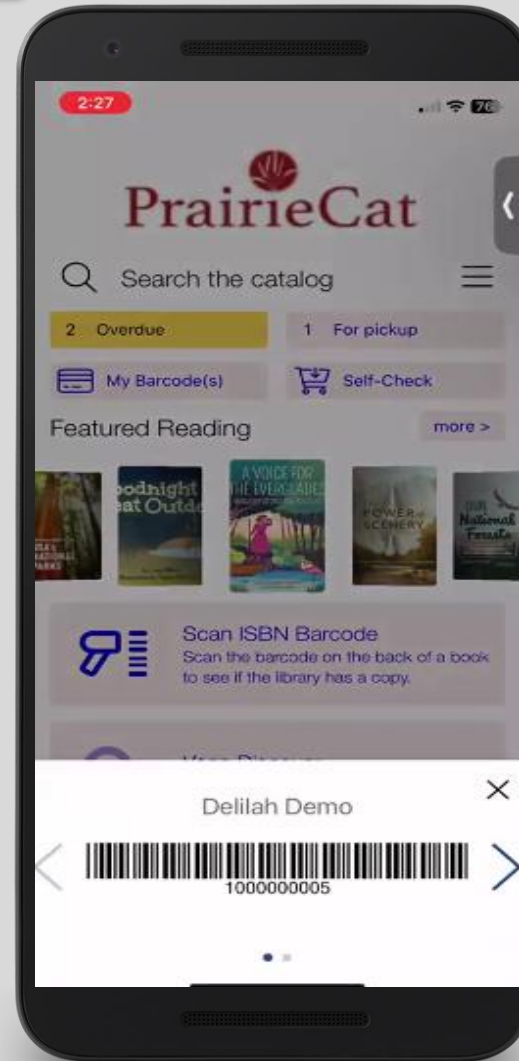 2:27
76
PrairieCat
Search the catalog
2 Overdue
1 For pickup
My Barcode(s)
Self-Check
Featured Reading
more >
A VOICE FOR
THE EVERGLADES
POWER of
SCENERY
National
Forests
Scan ISBN Barcode
Scan the barcode on the back of a book
to see if the library has a copy.
Delilah Demo
1000000005